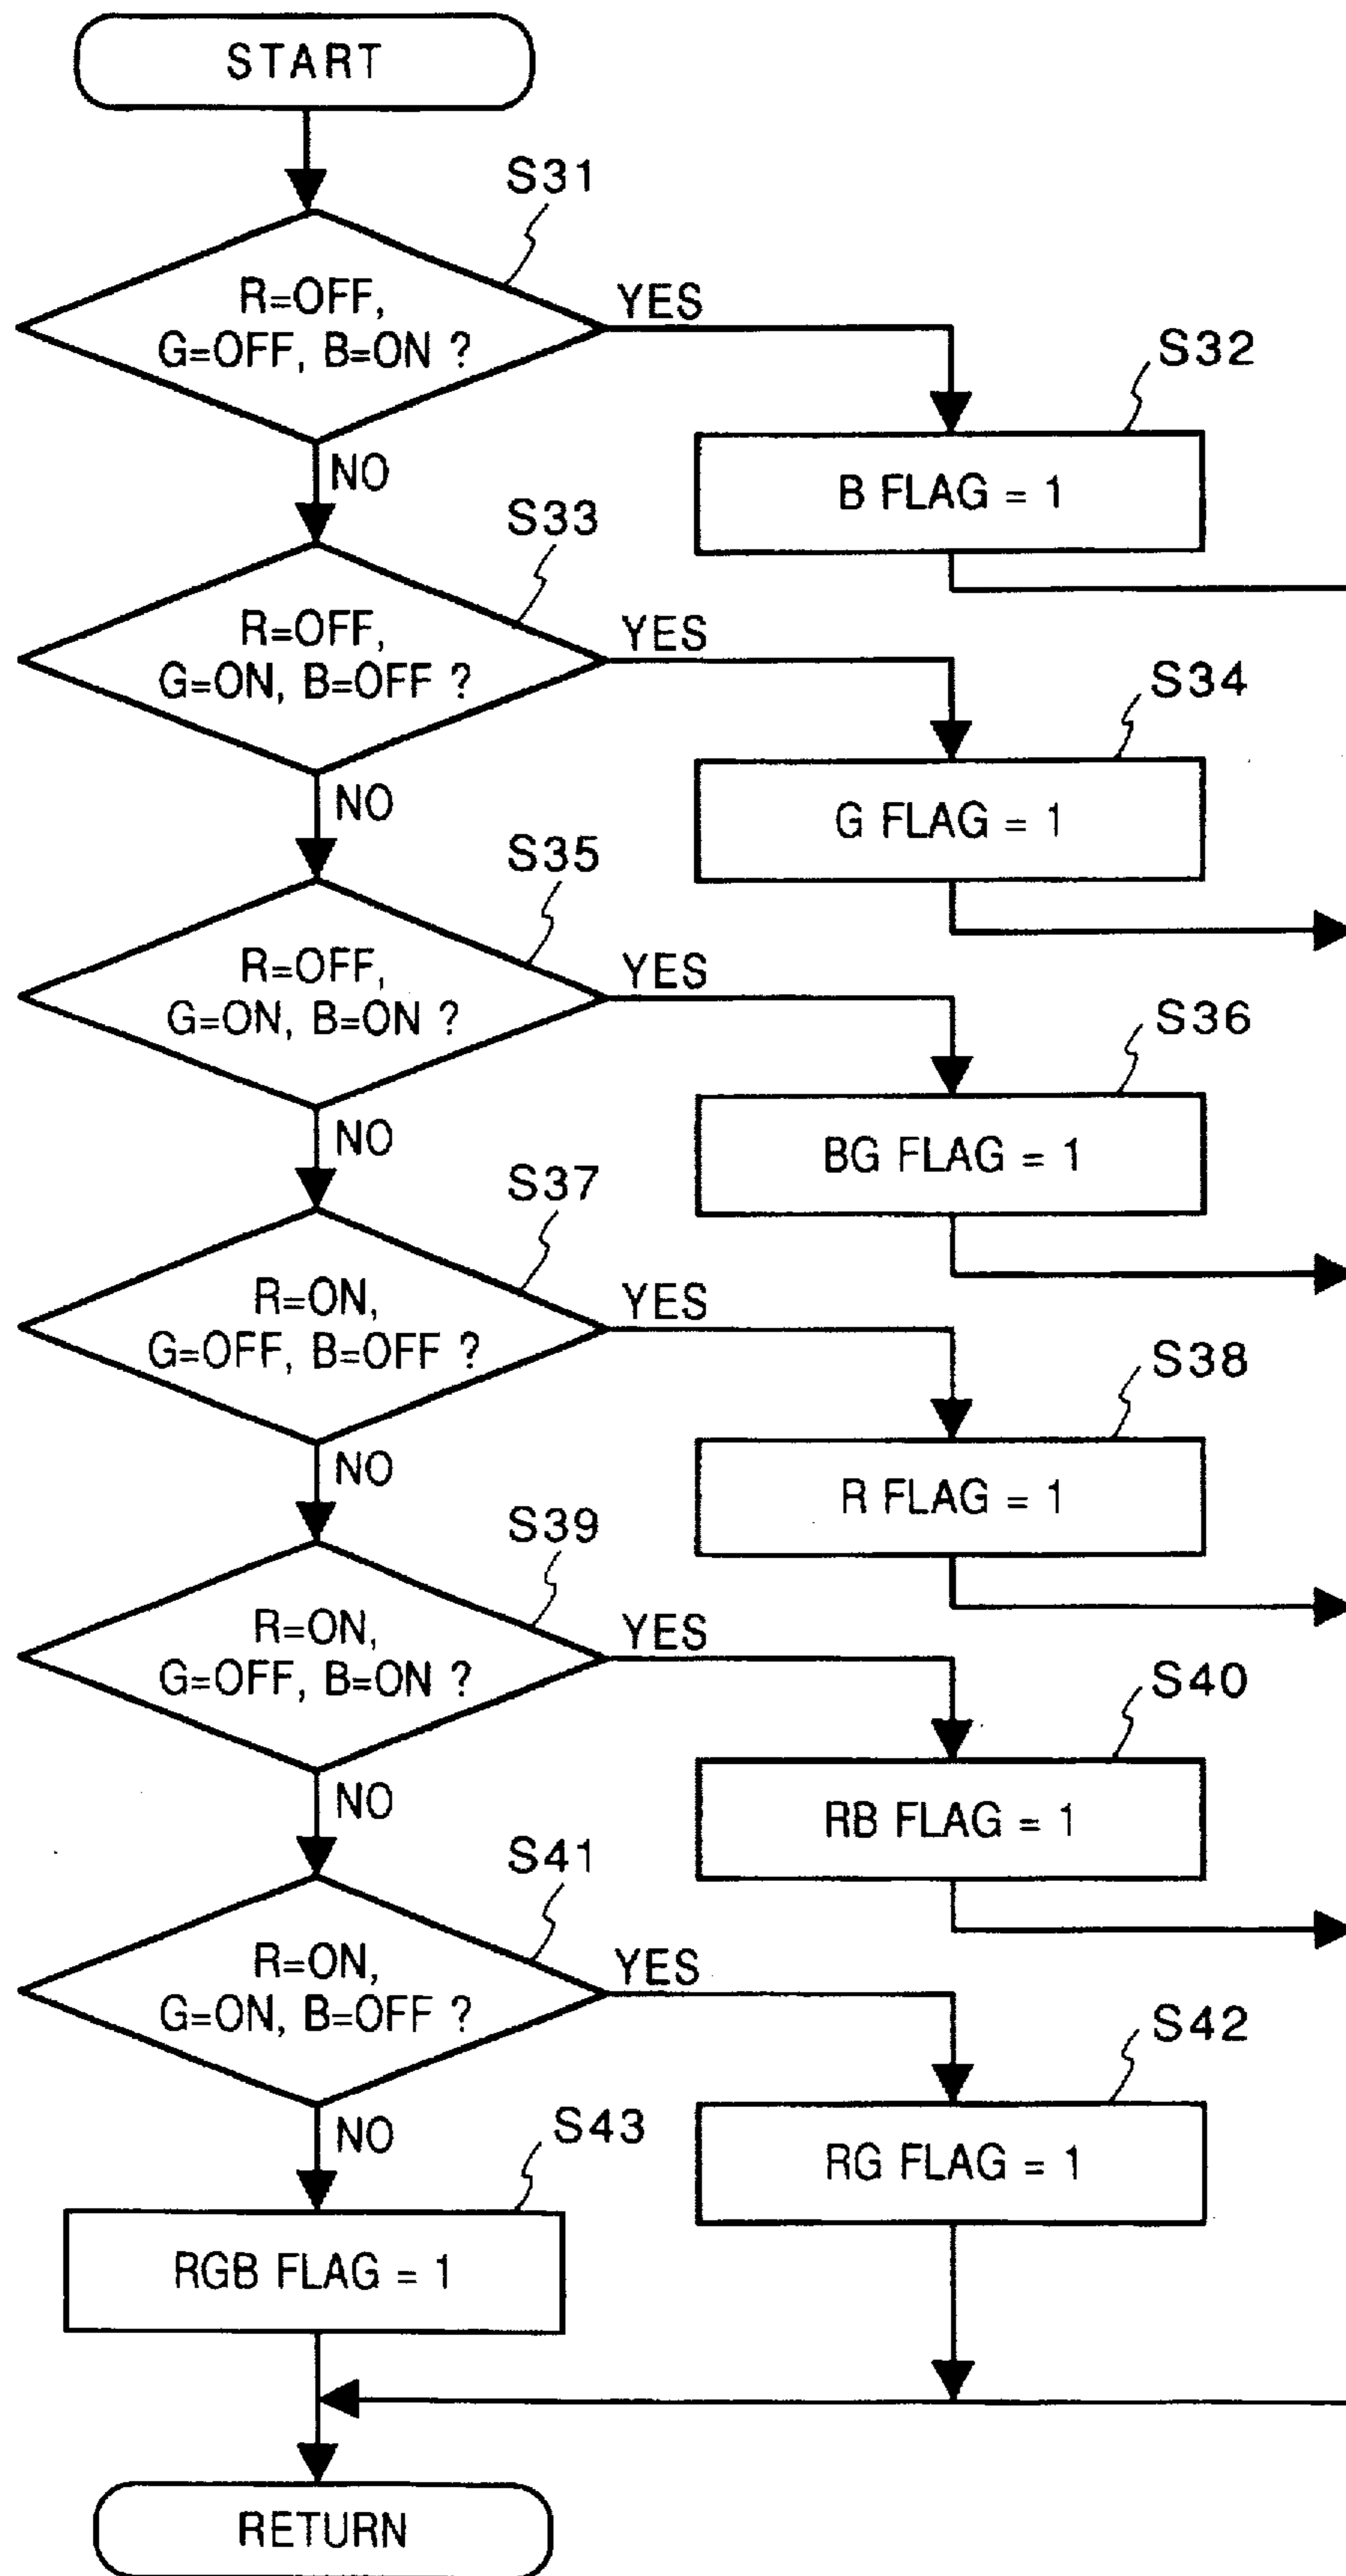 START
S31
R=OFF,
G=OFF, B=ON ?
YES
S32
B FLAG = 1
NO
S33
R=OFF,
G=ON, B=OFF ?
YES
S34
G FLAG = 1
NO
S35
R=OFF,
G=ON, B=ON ?
YES
S36
BG FLAG = 1
NO
S37
R=ON,
G=OFF, B=OFF ?
YES
S38
R FLAG = 1
NO
S39
R=ON,
G=OFF, B=ON ?
YES
S40
RB FLAG = 1
NO
S41
R=ON,
G=ON, B=OFF ?
YES
S42
RG FLAG = 1
NO
S43
RGB FLAG = 1
RETURN